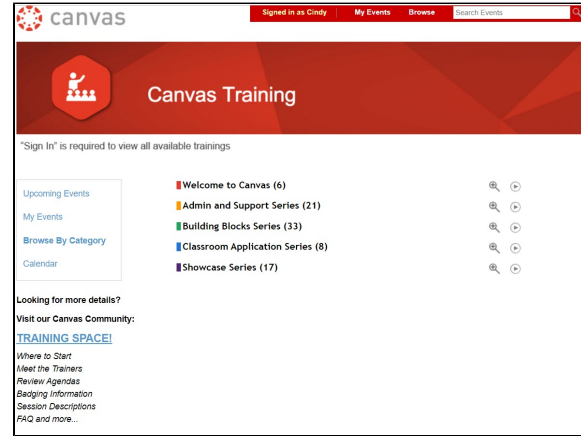 canvas
Signed in as Cindy My Events Browse Search Events
Canvas Training
"Sign In" is required to view all available trainings
Upcoming Events
My Events
Browse By Category
Calendar
Welcome to Canvas (6)
Admin and Support Series (21)
Building Blocks Series (33)
Classroom Application Series (8)
Showcase Series (17)
Looking for more details?
Visit our Canvas Community:
TRAINING SPACE!
Where to Start
Meet the Trainers
Review Agendas
Badging Information
Session Descriptions
FAQ and more...